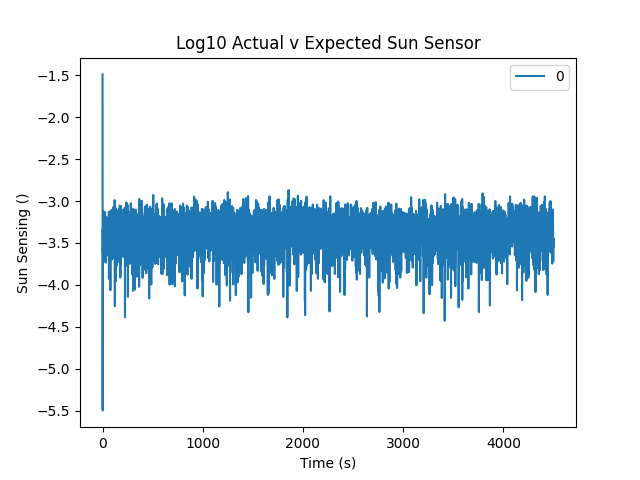 Log10 Actual v Expected Sun Sensor
0
−1.5
−2.0
−2.5
−3.0
−3.5
−4.0
−4.5
−5.0
−5.5
Sun Sensing ()
0 1000 2000 3000 4000
Time (s)